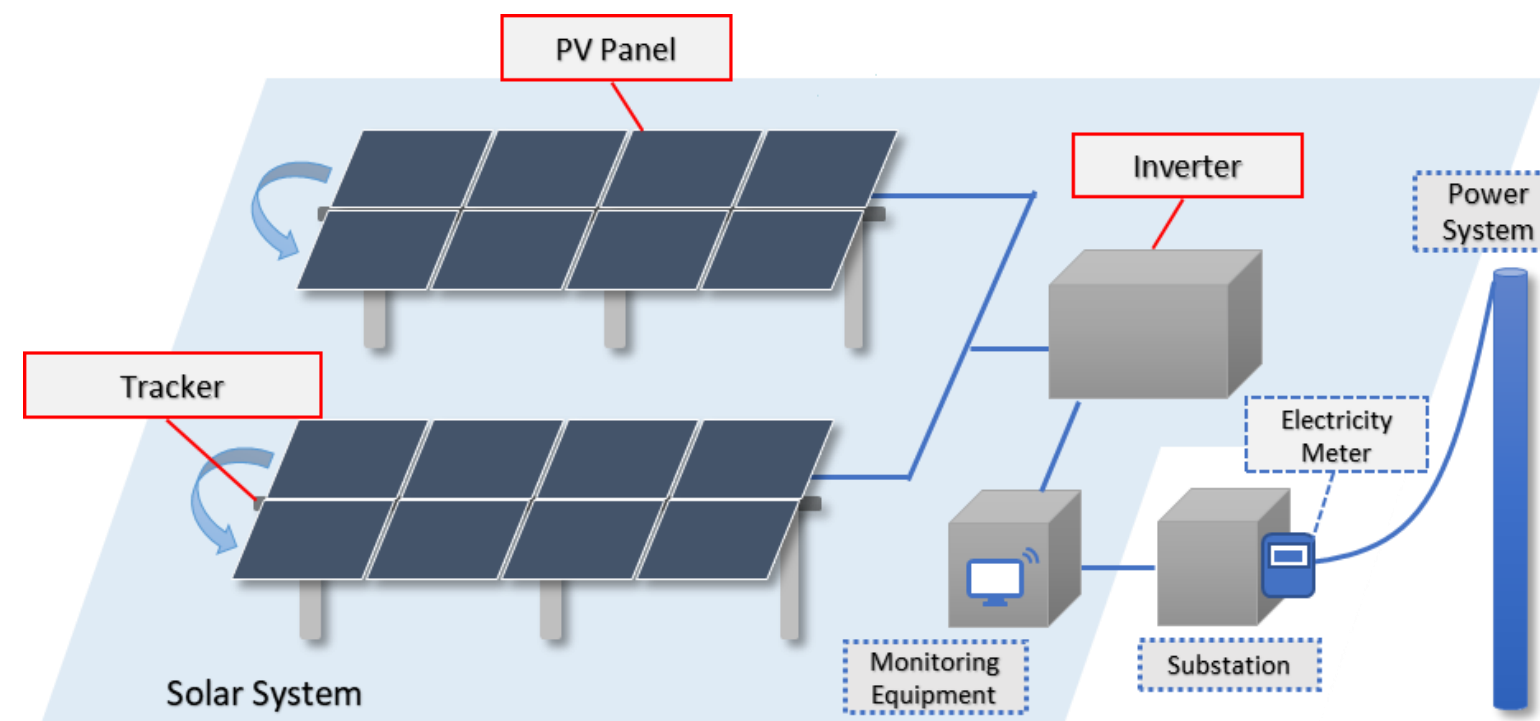 PV Panel
Inverter
Power
System
Tracker
Electricity
Meter
Monitoring
Equipment
Substation
Solar System